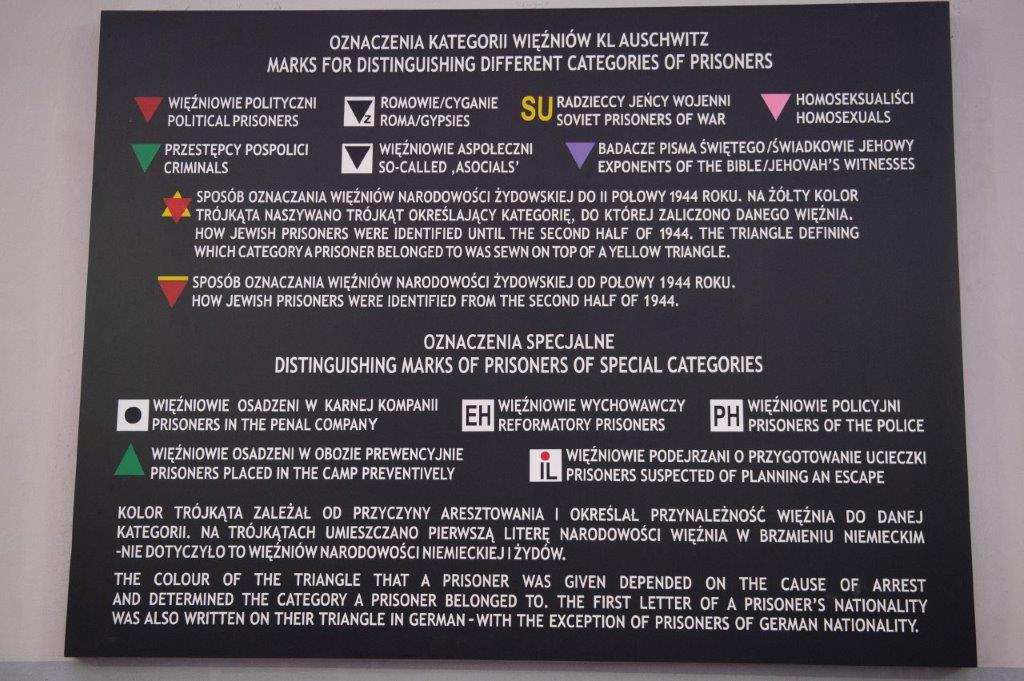 OZNACZENIA KATEGORII WIĘŹNIÓW KL AUSCHWITZ
MARKS FOR DISTINGUISHING DIFFERENT CATEGORIES OF PRISONERS
WIĘŹNIOWIE POLITYCZNI
POLITICAL PRISONERS
Z
ROMOWIE/CYGANIE
ROMA/GYPSIES
SU
RADZIECCY JEŃCY WOJENNI
SOVIET PRISONERS OF WAR
HOMOSEKSUALIŚCI
HOMOSEXUALS
PRZESTĘPCY POSPOLICI
CRIMINALS
WIĘŹNIOWIE ASPOŁECZNI
SO-CALLED ,ASOCIALS'
BADACZE PISMA ŚWIĘTEGO/ŚWIADKOWIE JEHOWY
EXPONENTS OF THE BIBLE/JEHOVAH'S WITNESSES
SPOSÓB OZNACZANIA WIĘŹNIÓW NARODOWOŚCI ŻYDOWSKIEJ DO II POŁOWY 1944 ROKU. NA ŻÓŁTY KOLOR
TRÓJKĄTA NASZYWANO TRÓJKĄT OKREŚLAJĄCY KATEGORIĘ, DO KTÓREJ ZALICZONO DANEGO WIĘŹNIA.
HOW JEWISH PRISONERS WERE IDENTIFIED UNTIL THE SECOND HALF OF 1944. THE TRIANGLE DEFINING
WHICH CATEGORY A PRISONER BELONGED TO WAS SEWN ON TOP OF A YELLOW TRIANGLE.
SPOSÓB OZNACZANIA WIĘŹNIÓW NARODOWOŚCI ŻYDOWSKIEJ OD POŁOWY 1944 ROKU.
HOW JEWISH PRISONERS WERE IDENTIFIED FROM THE SECOND HALF OF 1944.
OZNACZENIA SPECJALNE
DISTINGUISHING MARKS OF PRISONERS OF SPECIAL CATEGORIES
WIĘŹNIOWIE OSADZENI W KARNEJ KOMPANII
PRISONERS IN THE PENAL COMPANY
EH
WIĘŹNIOWIE WYCHOWAWCZY
REFORMATORY PRISONERS
PH
WIĘŹNIOWIE POLICYJNI
PRISONERS OF THE POLICE
WIĘŹNIOWIE OSADZENI W OBOZIE PREWENCYJNIE
PRISONERS PLACED IN THE CAMP PREVENTIVELY
IL
WIĘŹNIOWIE PODEJRZANI O PRZYGOTOWANIE UCIECZKI
PRISONERS SUSPECTED OF PLANNING AN ESCAPE
KOLOR TRÓJKĄTA ZALEŻAŁ OD PRZYCZYNY ARESZTOWANIA I OKREŚLAŁ PRZYNALEŻNOŚĆ WIĘŹNIA DO DANEJ
KATEGORII. NA TRÓJKĄTACH UMIESZCZANO PIERWSZĄ LITERĘ NARODOWOŚCI WIĘŹNIA W BRZMIENIU NIEMIECKIM
-NIE DOTYCZYŁO TO WIĘŹNIÓW NARODOWOŚCI NIEMIECKIEJ I ŻYDÓW.
THE COLOUR OF THE TRIANGLE THAT A PRISONER WAS GIVEN DEPENDED ON THE CAUSE OF ARREST
AND DETERMINED THE CATEGORY A PRISONER BELONGED TO. THE FIRST LETTER OF A PRISONER'S NATIONALITY
WAS ALSO WRITTEN ON THEIR TRIANGLE IN GERMAN - WITH THE EXCEPTION OF PRISONERS OF GERMAN NATIONALITY.